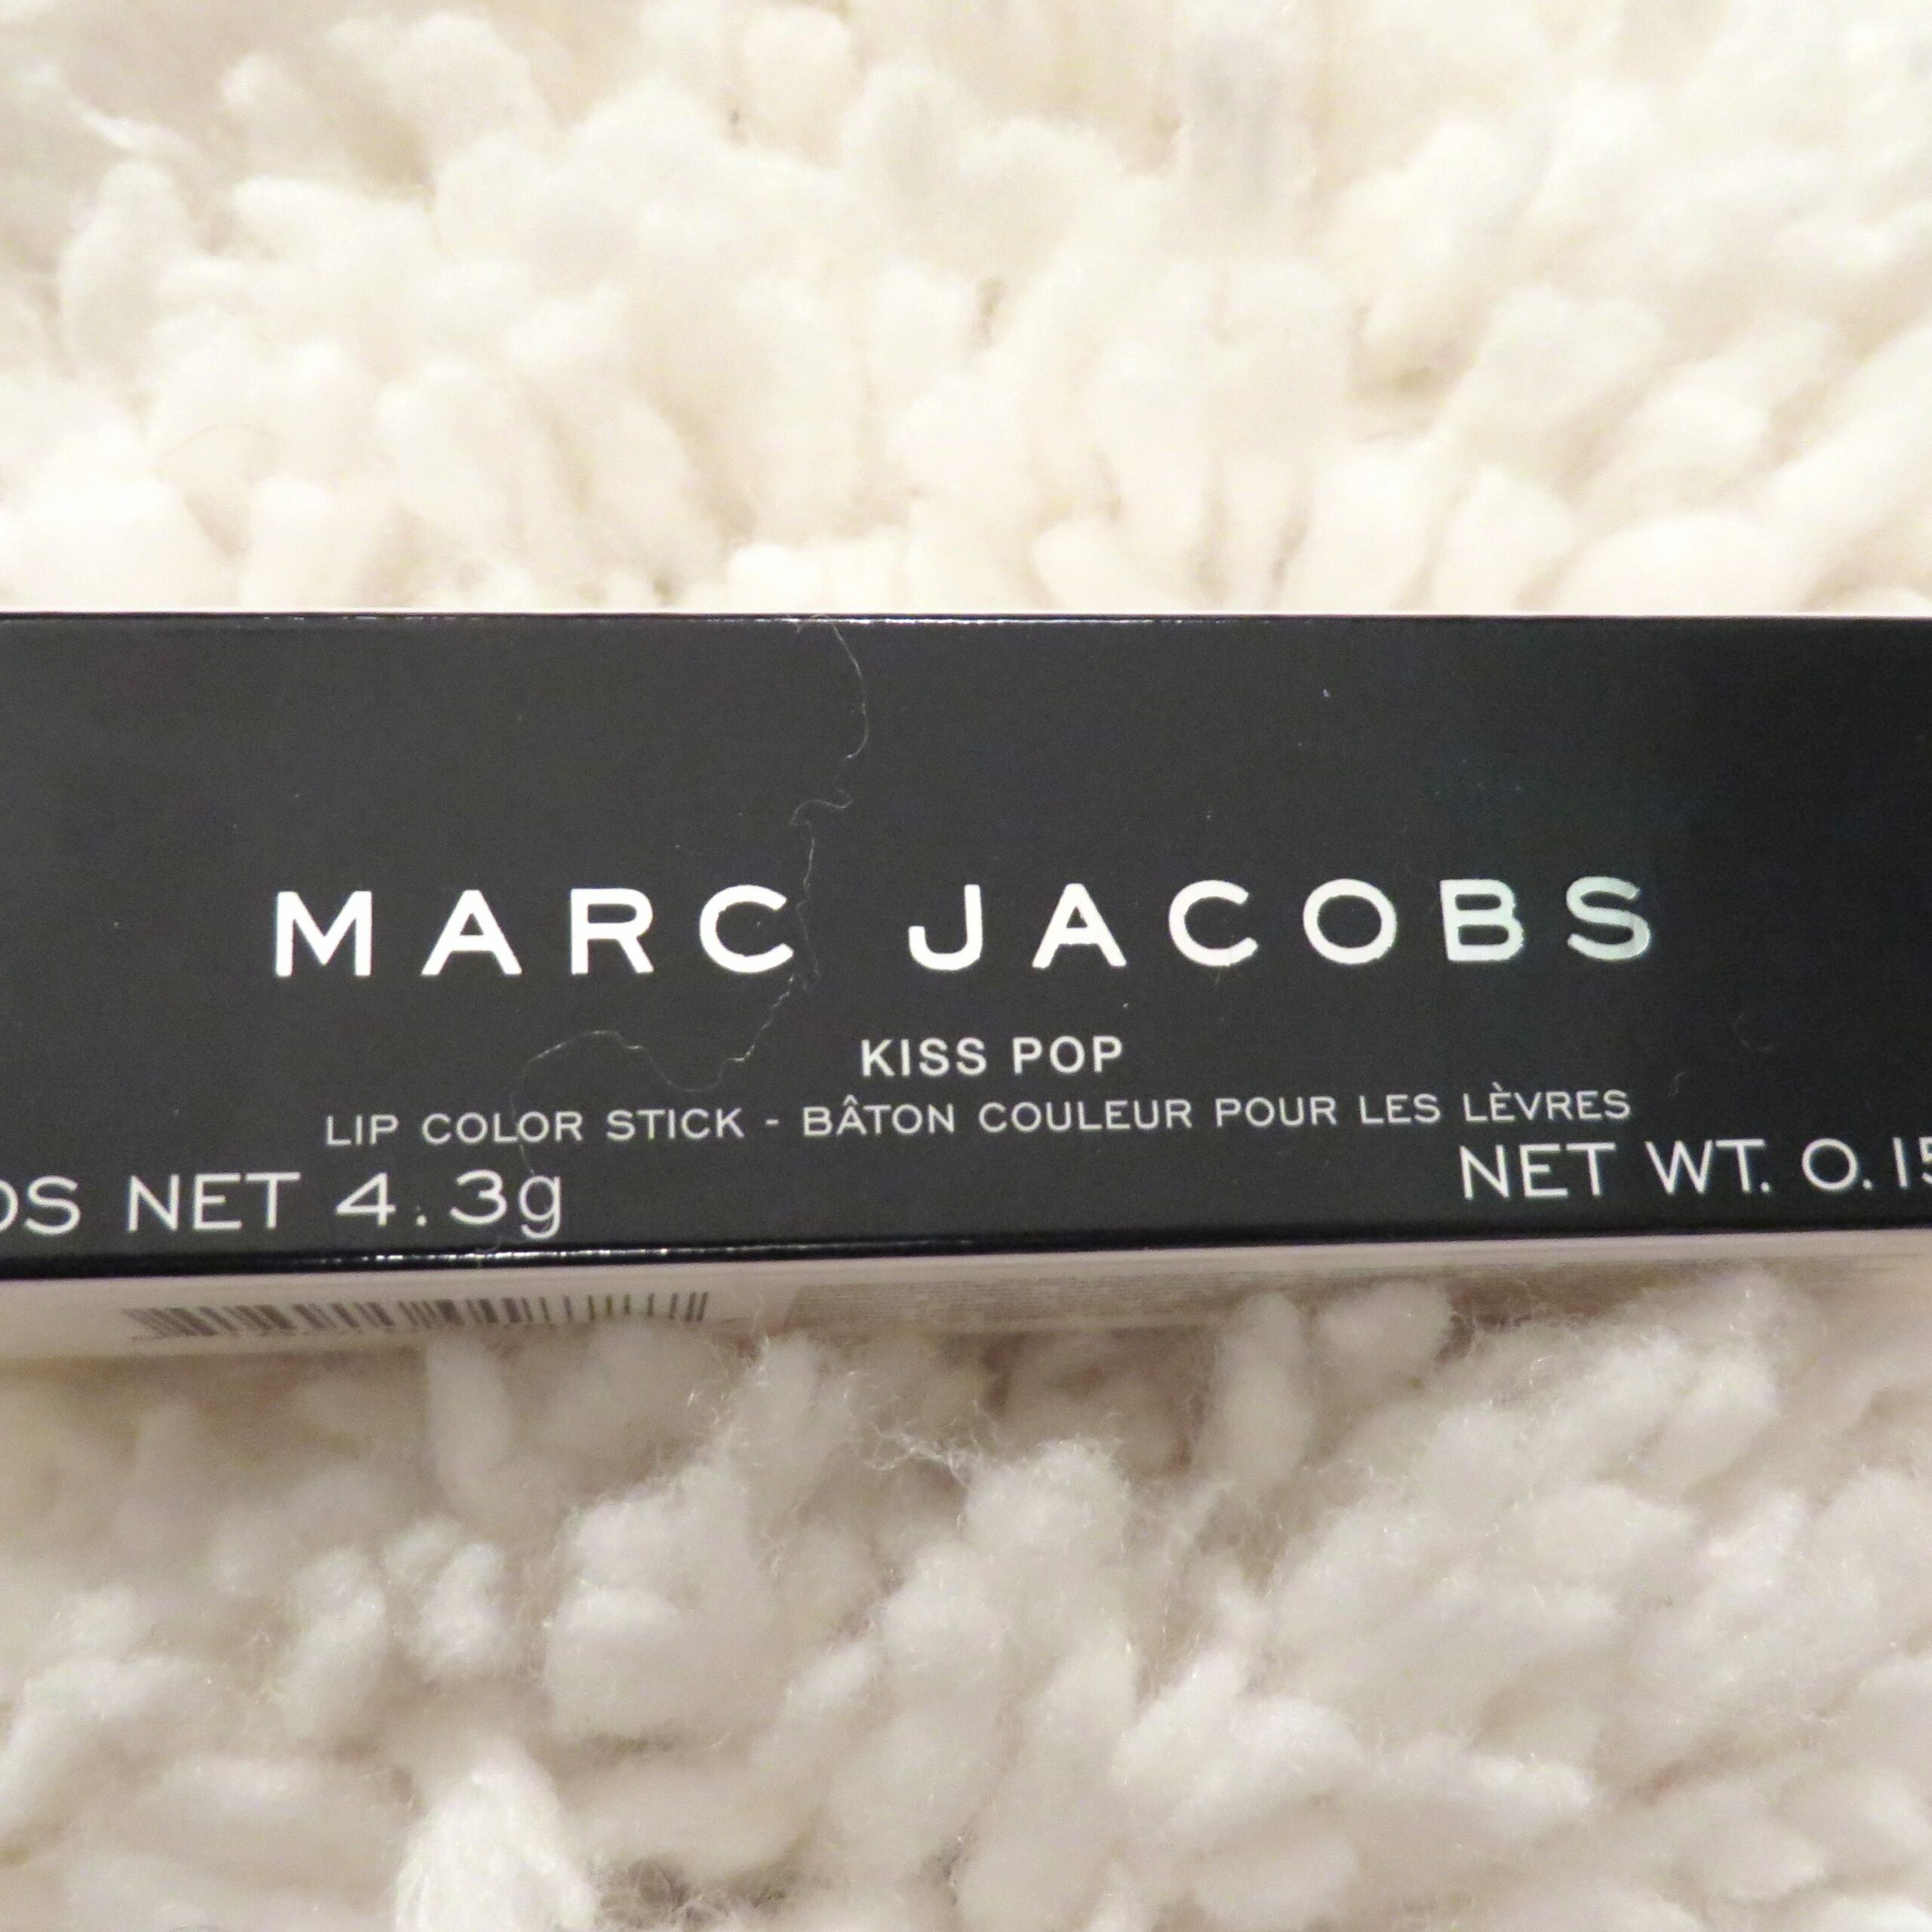 MARC JACOBS
KISS POP
LIP COLOR STICK - BÂTON COULEUR POUR LES LÈVRES
NET 4.3g
NET WT.